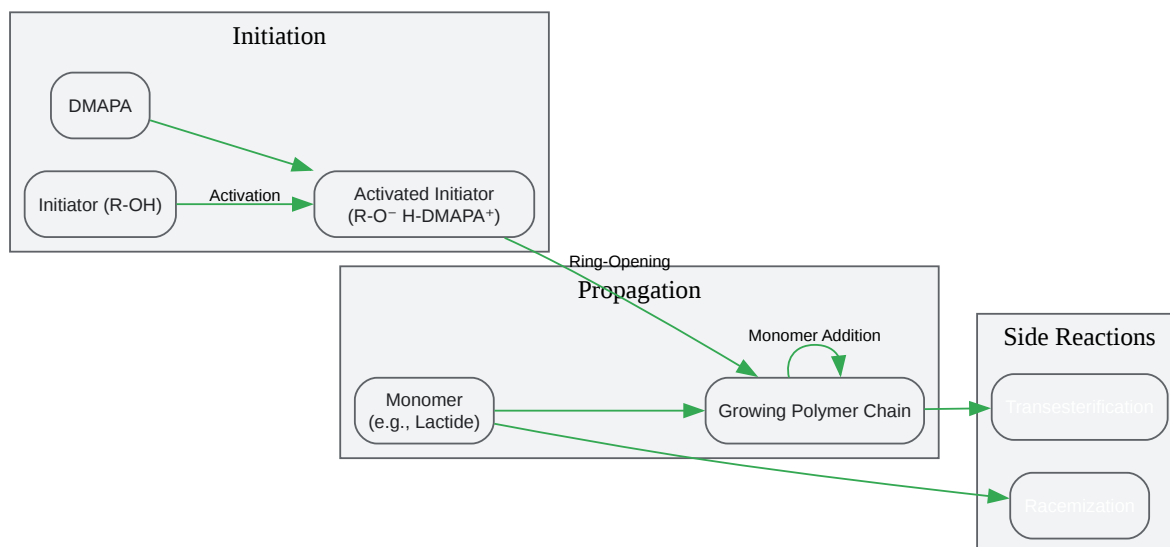 Initiation
DMAPA
Initiator (R-OH)
Activation
Activated Initiator
(R-O⁻ H-DMAPA⁺)
Ring-Opening
Propagation
Monomer Addition
Monomer
(e.g., Lactide)
Growing Polymer Chain
Side Reactions
Transesterification
Racemization